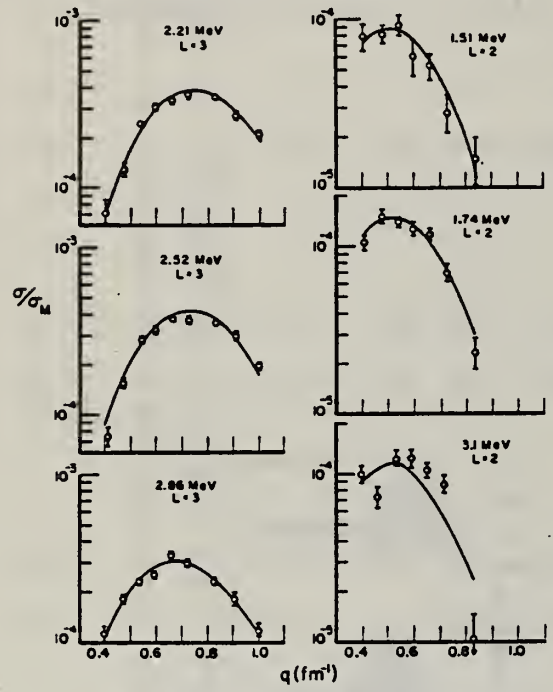 10⁻³
2.21 MeV
L = 3
10⁻⁴
10⁻³
2.52 MeV
L = 3
σ/σM
10⁻⁴
10⁻³
2.86 MeV
L = 3
10⁻⁴
0.4 0.6 0.8 1.0
10⁻⁴
1.51 MeV
L = 2
10⁻⁵
1.74 MeV
L = 2
10⁻⁴
10⁻⁵
3.1 MeV
L = 2
10⁻⁴
10⁻⁵
0.4 0.6 0.8 1.0
q(fm⁻¹)